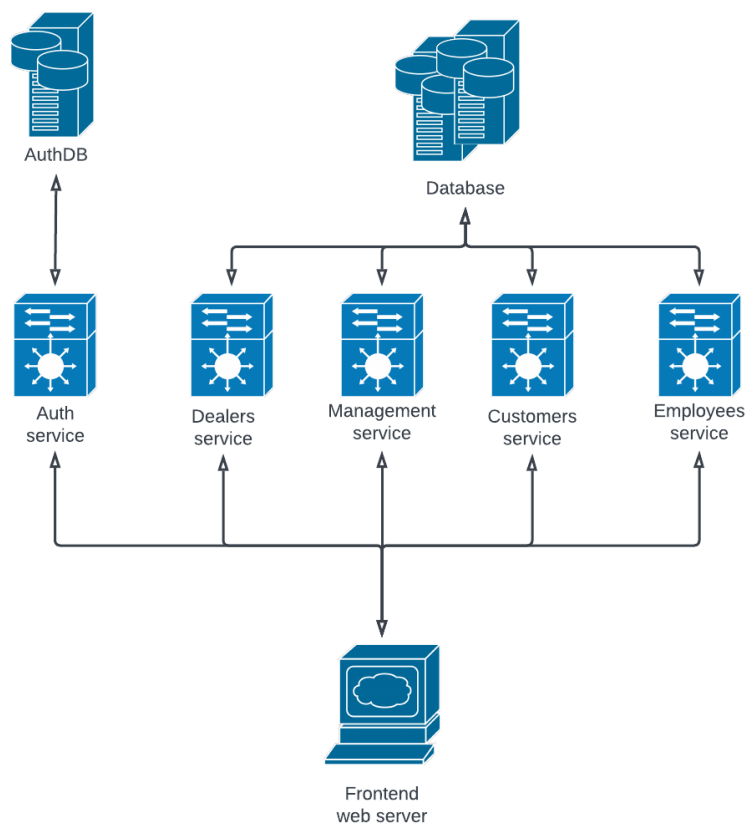 AuthDB
Database
Auth
service
Dealers
service
Management
service
Customers
service
Employees
service
Frontend
web server